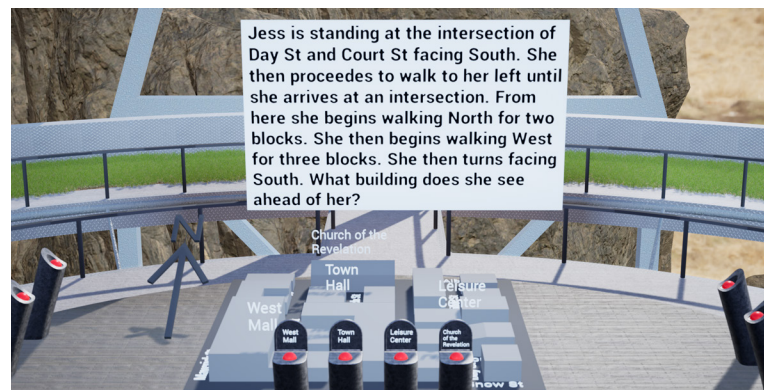 Jess is standing at the intersection of
Day St and Court St facing South. She
then proceedes to walk to her left until
she arrives at an intersection. From
here she begins walking North for two
blocks. She then begins walking West
for three blocks. She then turns facing
South. What building does she see
ahead of her?
N
Church of the
Revelation
Town
Hall
Leisure
Center
West
Mall
West
Mall
Town
Hall
Leisure
Center
Church
of the
Revelation